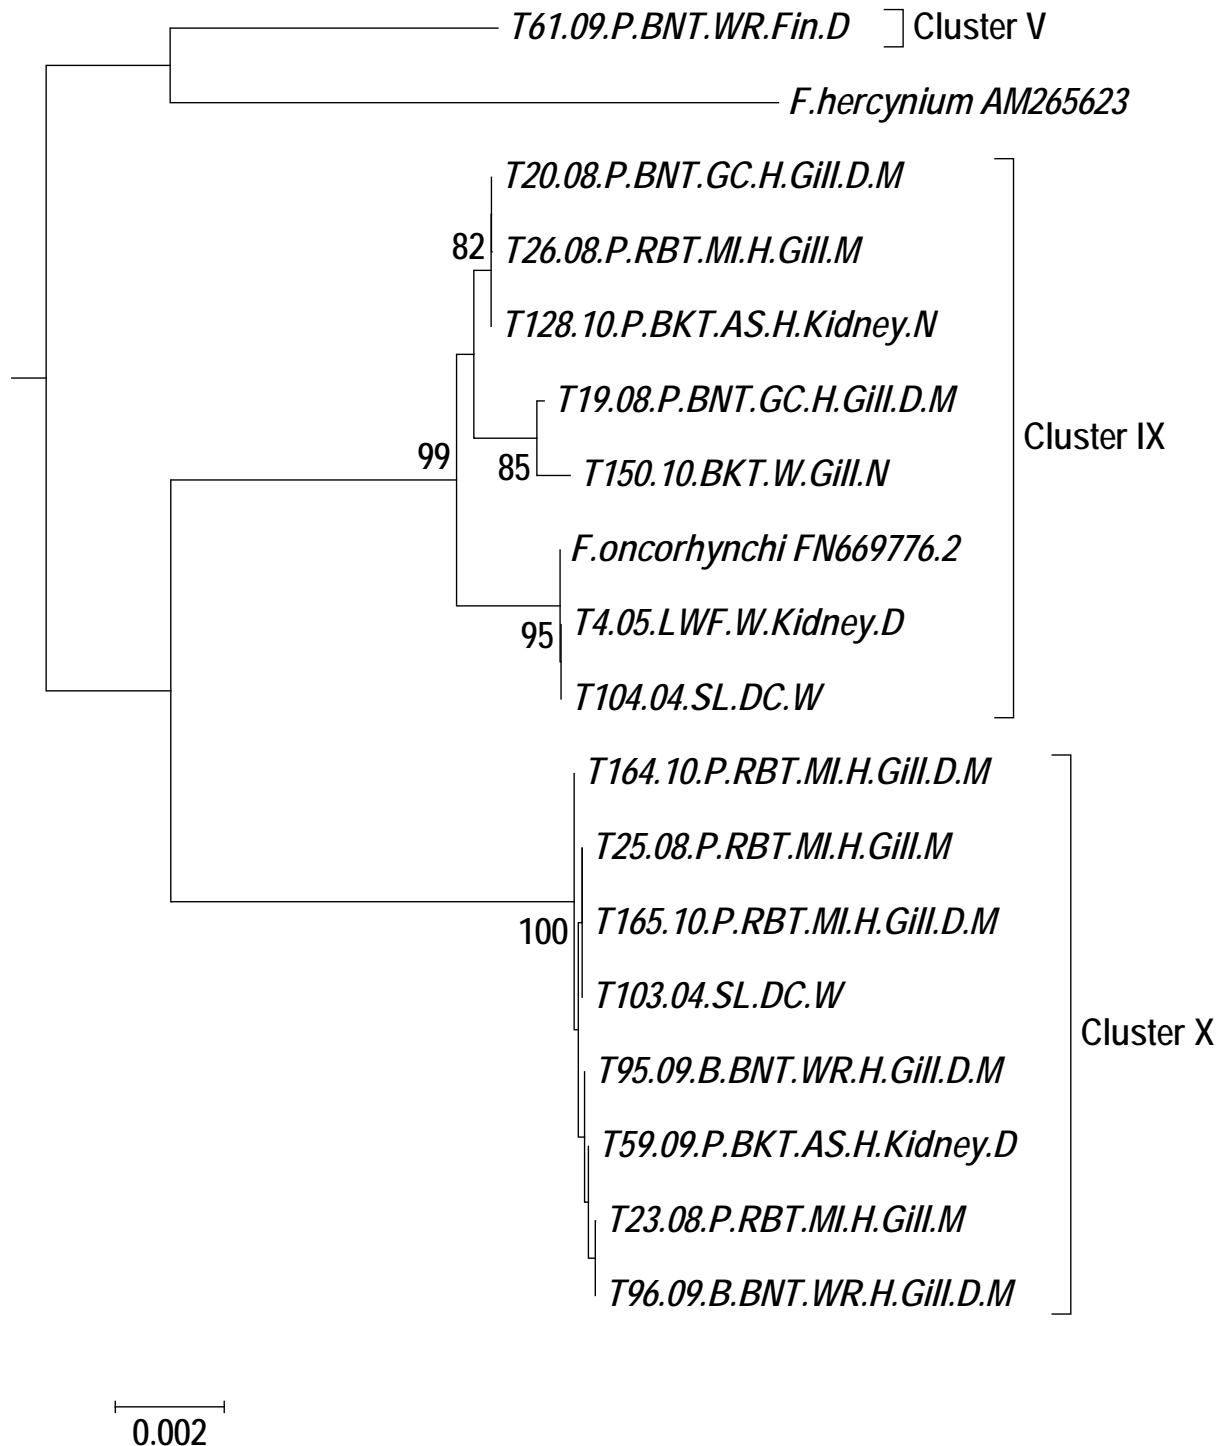 T61.09.P.BNT.WR.Fin.D
Cluster V
F.hercynium AM265623
T20.08.P.BNT.GC.H.Gill.D.M
82
T26.08.P.RBT.MI.H.Gill.M
T128.10.P.BKT.AS.H.Kidney.N
T19.08.P.BNT.GC.H.Gill.D.M
Cluster IX
99
85
T150.10.BKT.W.Gill.N
F.oncorhynchi FN669776.2
T4.05.LWF.W.Kidney.D
95
T104.04.SL.DC.W
T164.10.P.RBT.MI.H.Gill.D.M
T25.08.P.RBT.MI.H.Gill.M
T165.10.P.RBT.MI.H.Gill.D.M
100
T103.04.SL.DC.W
Cluster X
T95.09.B.BNT.WR.H.Gill.D.M
T59.09.P.BKT.AS.H.Kidney.D
T23.08.P.RBT.MI.H.Gill.M
T96.09.B.BNT.WR.H.Gill.D.M
0.002